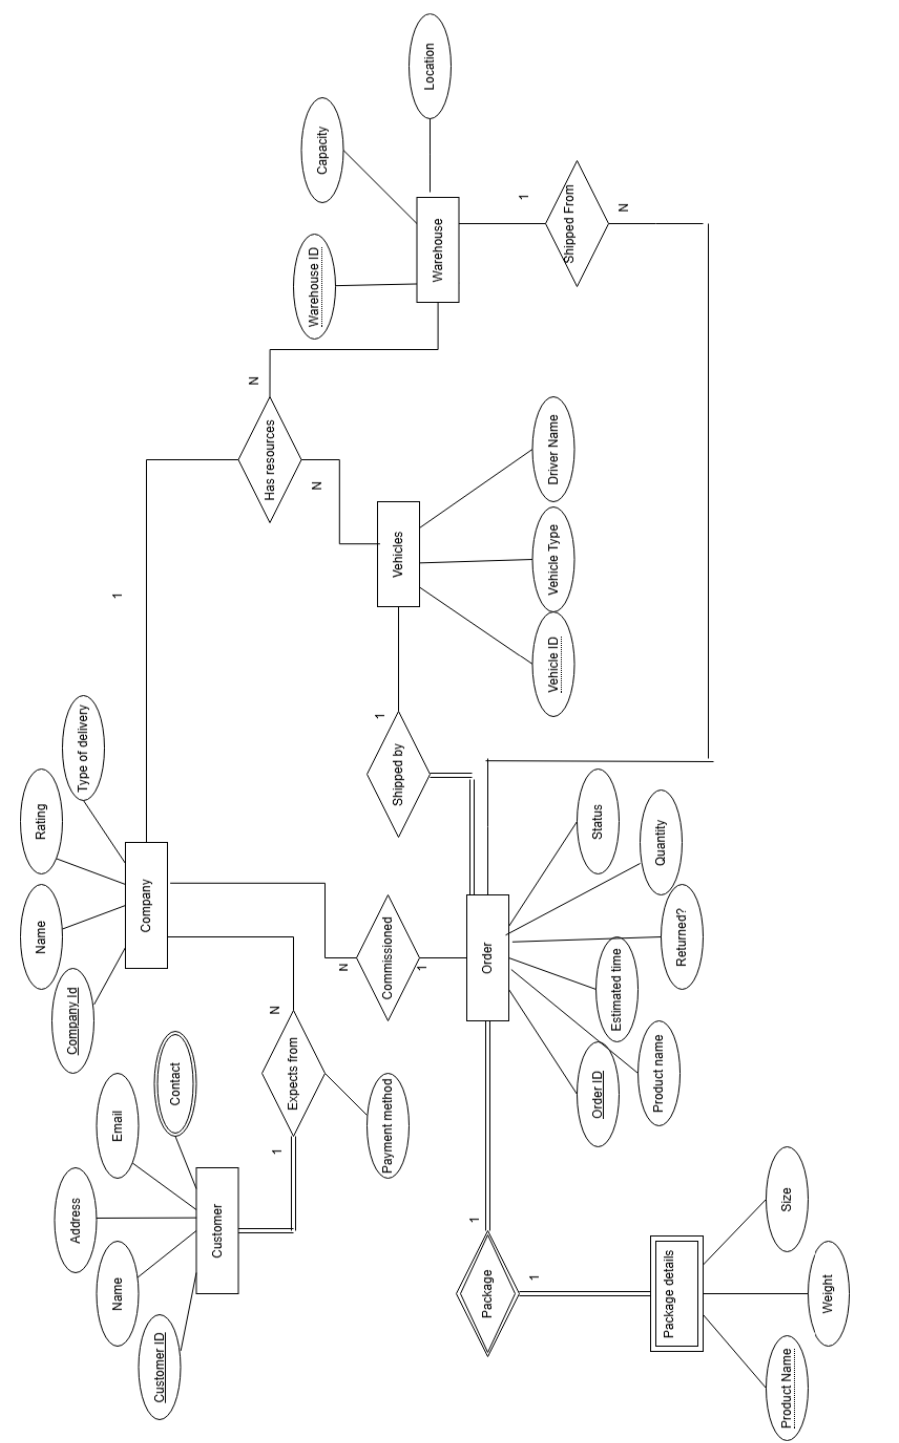 Name
Rating
Address
Company Id
Type of delivery
Name
Email
1
Customer ID
Contact
Company
Customer
N
1
N
Has resources
Expects from
Warehouse ID
N
Capacity
N
1
Payment method
Commissioned
Shipped by
Vehicles
1
Location
Warehouse
1
Package
Order
1
1
Vehicle ID
Vehicle Type
Driver Name
Shipped From
Order ID
Status
Estimated time
N
Package details
Product name
Quantity
Returned?
Product Name
Size
Weight